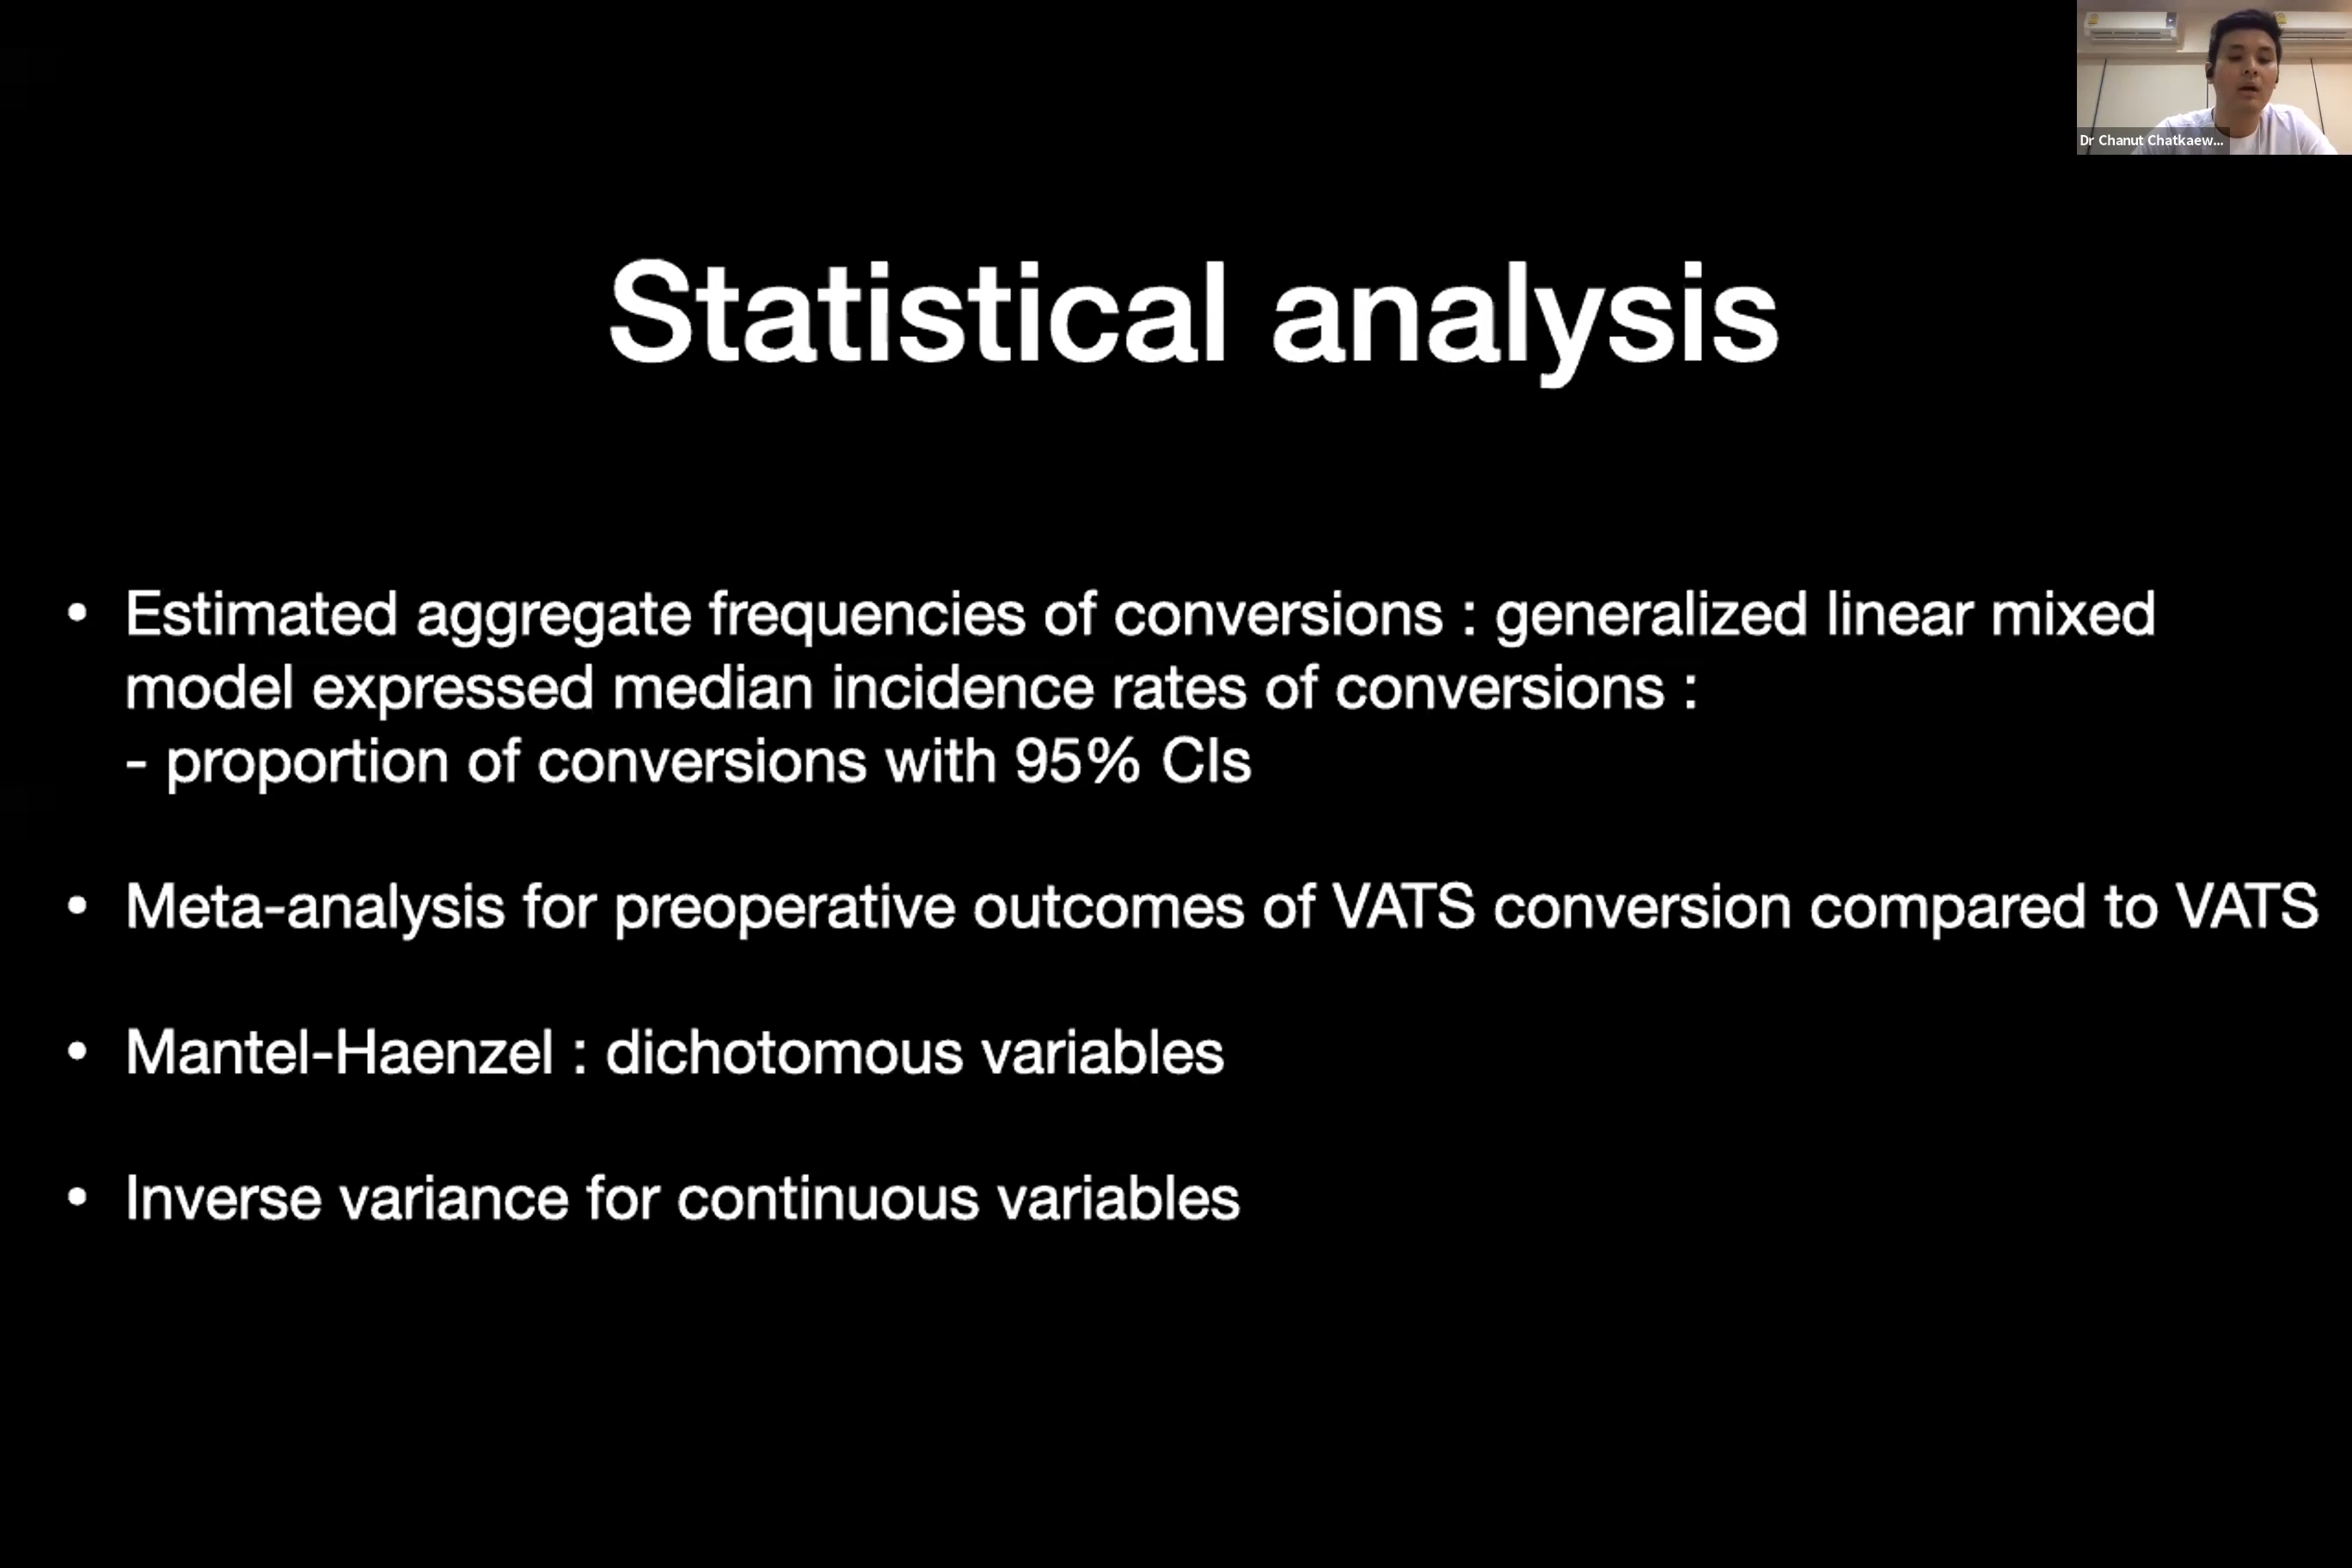 Dr Chanut Chatkaew...
Statistical analysis
• Estimated aggregate frequencies of conversions : generalized linear mixed
model expressed median incidence rates of conversions :
- proportion of conversions with 95% CIs
• Meta-analysis for preoperative outcomes of VATS conversion compared to VATS
• Mantel-Haenzel : dichotomous variables
• Inverse variance for continuous variables